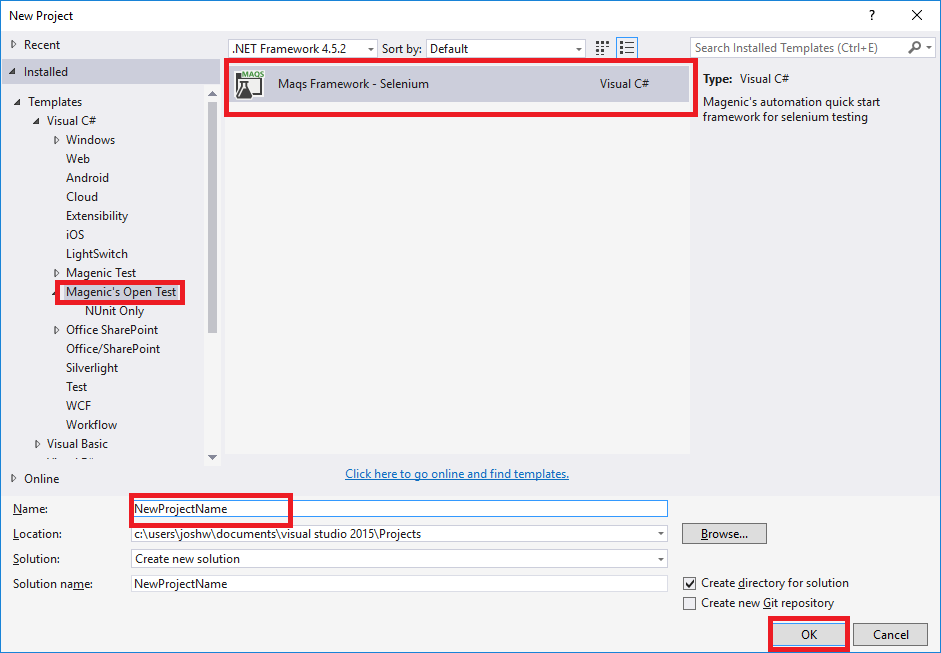 New Project
?
Recent
.NET Framework 4.5.2
Sort by:
Default
Search Installed Templates (Ctrl+E)
Installed
Templates
Visual C#
Windows
Web
Android
Cloud
Extensibility
iOS
LightSwitch
Magenic Test
Magenic's Open Test
NUnit Only
Office SharePoint
Office/SharePoint
Silverlight
Test
WCF
Workflow
Visual Basic
Online
MAQS
Maqs Framework - Selenium
Visual C#
Type: Visual C#
Magenic's automation quick start
framework for selenium testing
Click here to go online and find templates.
Name:
NewProjectName
Location:
c:\users\joshw\documents\visual studio 2015\Projects
Browse...
Solution:
Create new solution
Solution name:
NewProjectName
Create directory for solution
Create new Git repository
OK
Cancel